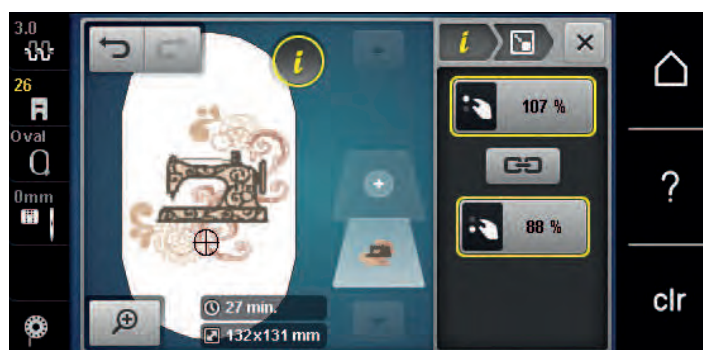 3.0
26
Oval
0mm
i
27 min.
132x131 mm
i
107 %
88 %
?
clr